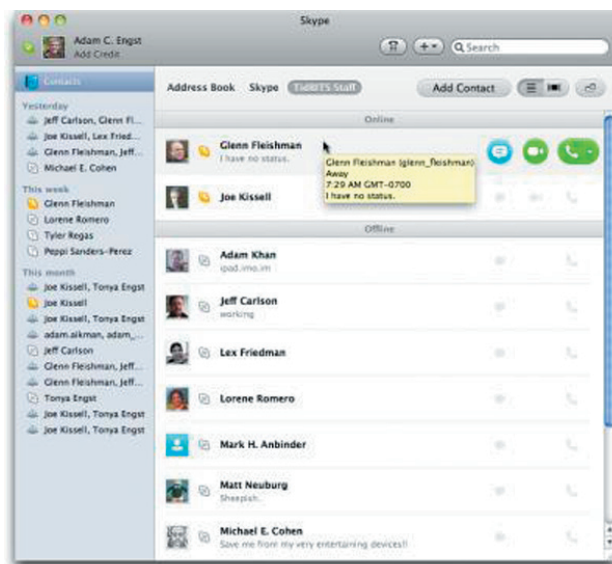 Skype
Adam C. Engst
Add Credit
Search
Contacts
Address Book Skype TidBITS Staff Add Contact
Yesterday
Jeff Carlson, Glenn Fl...
Joe Kissell, Lex Fried...
Glenn Fleishman, Jeff...
Michael E. Cohen
This week
Glenn Fleishman
Lorene Romero
Tyler Regas
Peppi Sanders-Perez
This month
Joe Kissell, Tonya Engst
Joe Kissell
Joe Kissell, Tonya Engst
adam.aikman, adam_...
Jeff Carlson
Glenn Fleishman, Jeff...
Glenn Fleishman, Jeff...
Tonya Engst
Joe Kissell, Tonya Engst
Joe Kissell, Tonya Engst
Joe Kissell, Tonya Engst
Online
Glenn Fleishman
I have no status.
Glenn Fleishman (glenn_fleishman)
Away
7:29 AM GMT-0700
I have no status.
Joe Kissell
Offline
Adam Khan
ipad.imo.im
Jeff Carlson
working
Lex Friedman
Lorene Romero
Mark H. Anbinder
Matt Neuburg
Sheepish.
Michael E. Cohen
Save me from my very entertaining devices!!